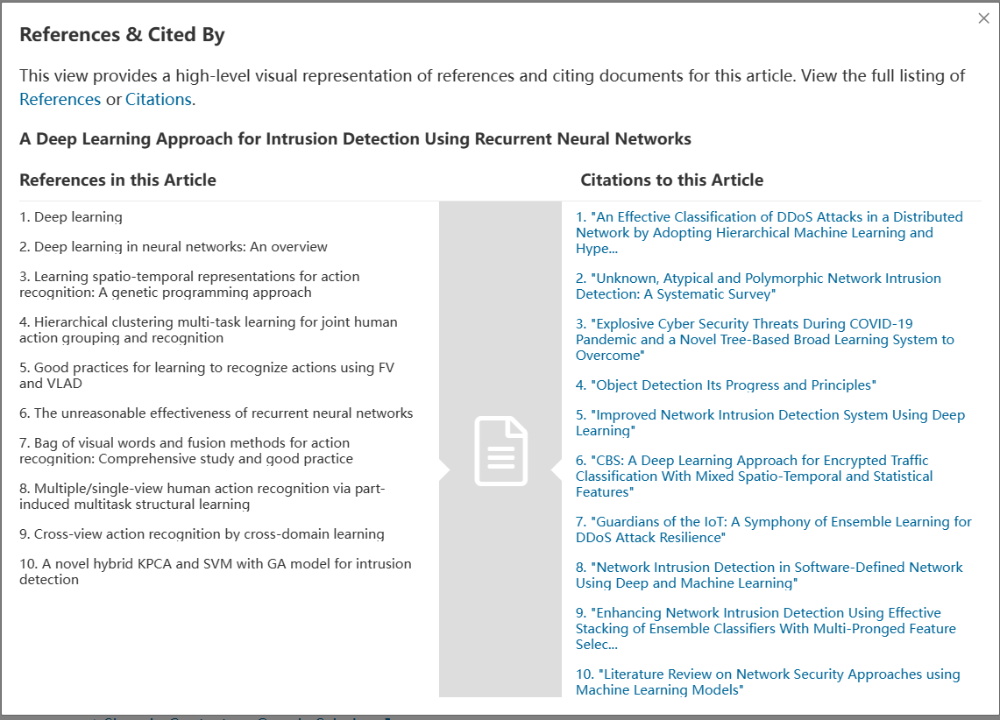 References & Cited By
This view provides a high-level visual representation of references and citing documents for this article. View the full listing of
References or Citations.
A Deep Learning Approach for Intrusion Detection Using Recurrent Neural Networks
References in this Article
1. Deep learning
2. Deep learning in neural networks: An overview
3. Learning spatio-temporal representations for action
recognition: A genetic programming approach
4. Hierarchical clustering multi-task learning for joint human
action grouping and recognition
5. Good practices for learning to recognize actions using FV
and VLAD
6. The unreasonable effectiveness of recurrent neural networks
7. Bag of visual words and fusion methods for action
recognition: Comprehensive study and good practice
8. Multiple/single-view human action recognition via part-
induced multitask structural learning
9. Cross-view action recognition by cross-domain learning
10. A novel hybrid KPCA and SVM with GA model for intrusion
detection
Citations to this Article
1. "An Effective Classification of DDoS Attacks in a Distributed
Network by Adopting Hierarchical Machine Learning and
Hype...
2. "Unknown, Atypical and Polymorphic Network Intrusion
Detection: A Systematic Survey"
3. "Explosive Cyber Security Threats During COVID-19
Pandemic and a Novel Tree-Based Broad Learning System to
Overcome"
4. "Object Detection Its Progress and Principles"
5. "Improved Network Intrusion Detection System Using Deep
Learning"
6. "CBS: A Deep Learning Approach for Encrypted Traffic
Classification With Mixed Spatio-Temporal and Statistical
Features"
7. "Guardians of the IoT: A Symphony of Ensemble Learning for
DDoS Attack Resilience"
8. "Network Intrusion Detection in Software-Defined Network
Using Deep and Machine Learning"
9. "Enhancing Network Intrusion Detection Using Effective
Stacking of Ensemble Classifiers With Multi-Pronged Feature
Selec...
10. "Literature Review on Network Security Approaches using
Machine Learning Models"